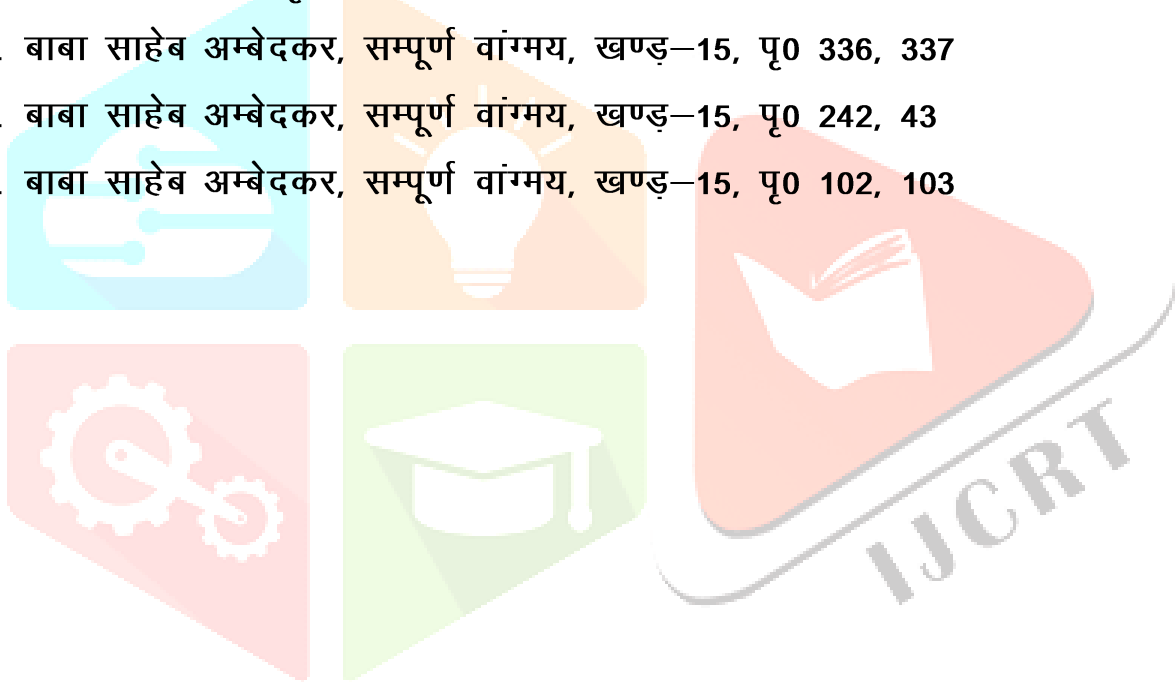 . बाबा साहेब अम्बेदकर, सम्पूर्ण वांग्मय, खण्ड़–15, पृ0 336, 337
. बाबा साहेब अम्बेदकर, सम्पूर्ण वांग्मय, खण्ड़–15, पृ0 242, 43
. बाबा साहेब अम्बेदकर, सम्पूर्ण वांग्मय, खण्ड़–15, पृ0 102, 103
IJCRT